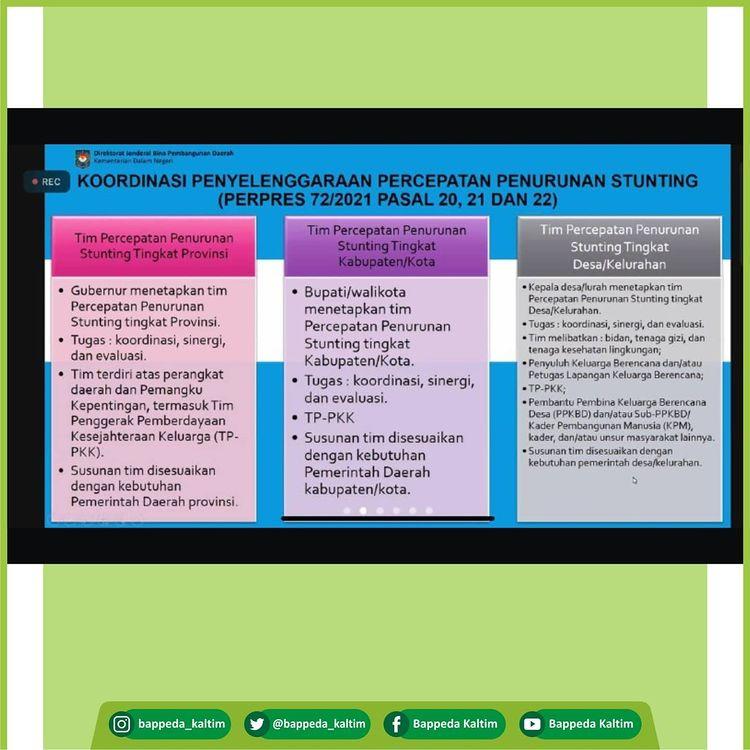 Direktorat Jenderal Bina Pembangunan Daerah
Kementerian Dalam Negeri
REC
KOORDINASI PENYELENGGARAAN PERCEPATAN PENURUNAN STUNTING
(PERPRES 72/2021 PASAL 20, 21 DAN 22)
Tim Percepatan Penurunan
Stunting Tingkat Provinsi
• Gubernur menetapkan tim
Percepatan Penurunan
Stunting tingkat Provinsi.
• Tugas : koordinasi, sinergi,
dan evaluasi.
• Tim terdiri atas perangkat
daerah dan Pemangku
Kepentingan, termasuk Tim
Penggerak Pemberdayaan
Kesejahteraan Keluarga (TP-
PKK).
• Susunan tim disesuaikan
dengan kebutuhan
Pemerintah Daerah provinsi.
Tim Percepatan Penurunan
Stunting Tingkat
Kabupaten/Kota
• Bupati/walikota
menetapkan tim
Percepatan Penurunan
Stunting tingkat
Kabupaten/Kota.
• Tugas : koordinasi, sinergi,
dan evaluasi.
• TP-PKK
• Susunan tim disesuaikan
dengan kebutuhan
Pemerintah Daerah
kabupaten/kota.
Tim Percepatan Penurunan
Stunting Tingkat
Desa/Kelurahan
• Kepala desa/lurah menetapkan tim
Percepatan Penurunan Stunting tingkat
Desa/Kelurahan.
• Tugas : koordinasi, sinergi, dan evaluasi.
• Tim melibatkan : bidan, tenaga gizi, dan
tenaga kesehatan lingkungan;
• Penyuluh Keluarga Berencana dan/atau
Petugas Lapangan Keluarga Berencana;
• TP-PKK;
• Pembantu Pembina Keluarga Berencana
Desa (PPKBD) dan/atau Sub-PPKBD/
Kader Pembangunan Manusia (KPM),
kader, dan/atau unsur masyarakat lainnya.
• Susunan tim disesuaikan dengan
kebutuhan pemerintah desa/kelurahan.
bappeda_kaltim
@bappeda_kaltim
Bappeda Kaltim
Bappeda Kaltim